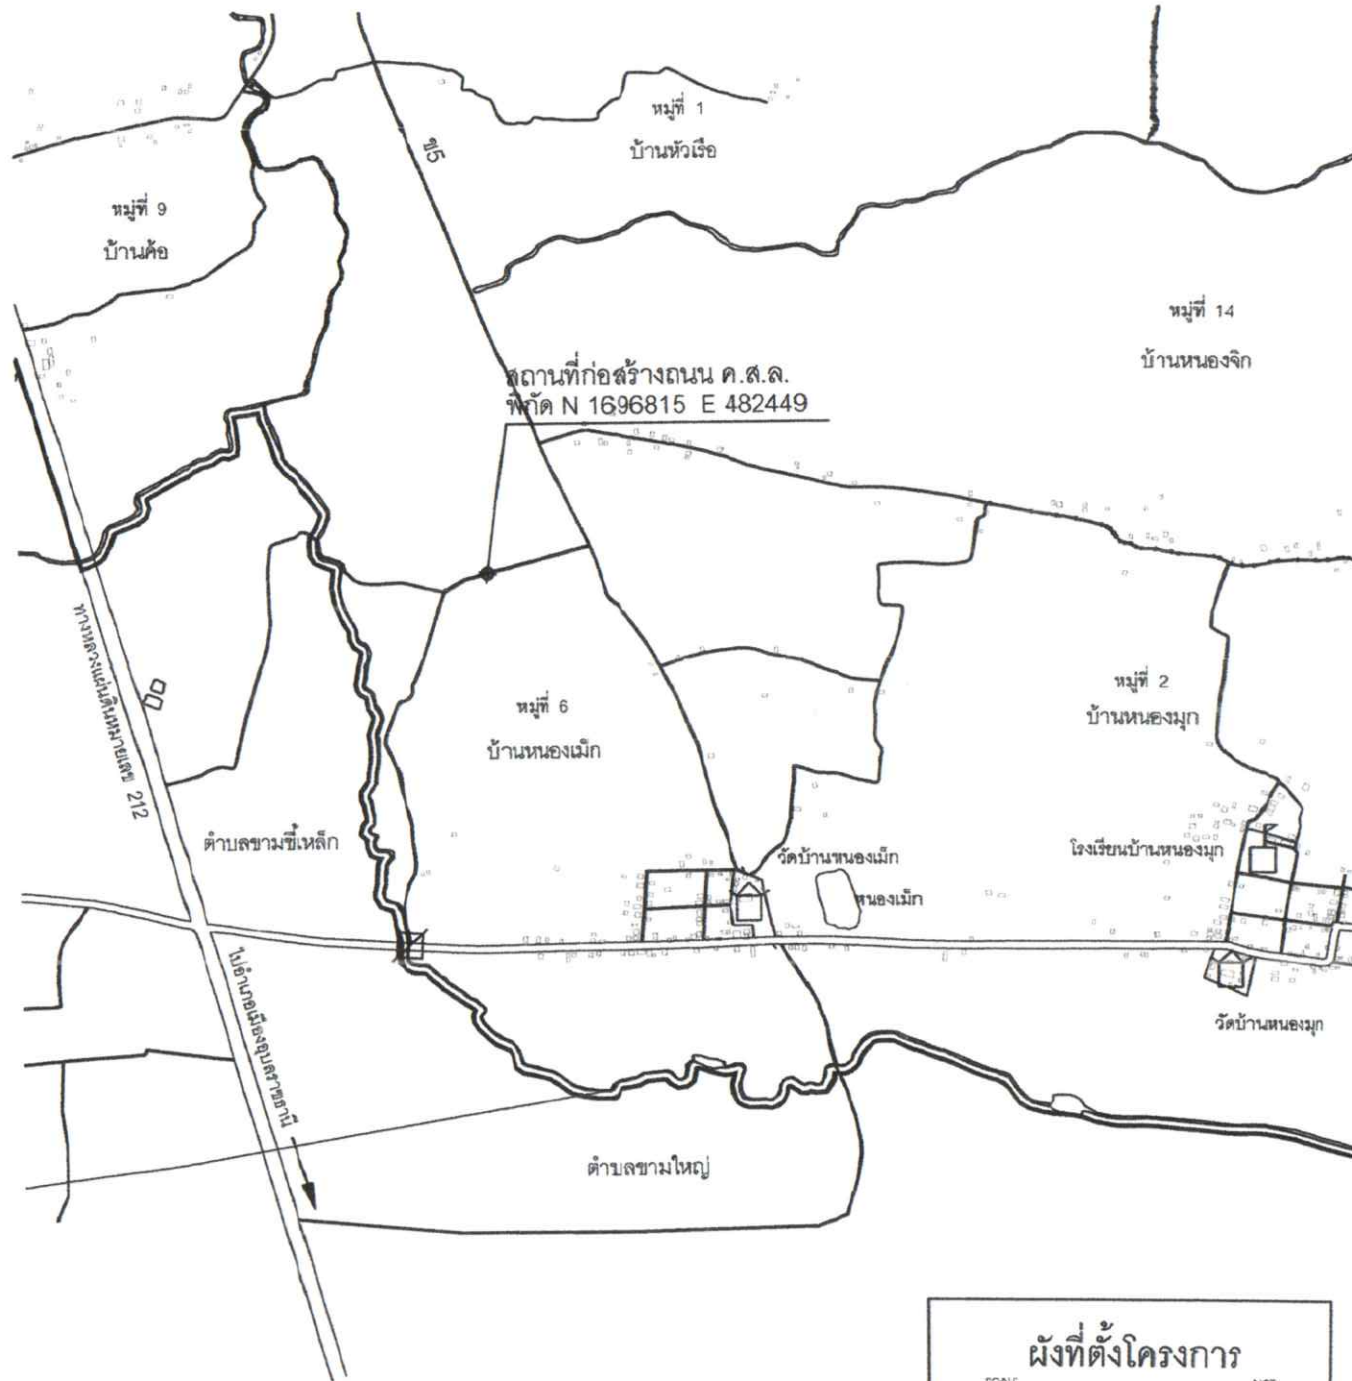 หมู่ที่ 1
บ้านหัวเรือ
ช5
หมู่ที่ 9
บ้านค้อ
หมู่ที่ 14
บ้านหนองจิก
สถานที่ก่อสร้างถนน ค.ส.ล.
พิกัด N 1696815 E 482449
ทางหลวงแผ่นดินหมายเลข 212
หมู่ที่ 6
บ้านหนองเม็ก
หมู่ที่ 2
บ้านหนองมุก
ตำบลขามขี้เหล็ก
วัดบ้านหนองเม็ก
หนองเม็ก
โรงเรียนบ้านหนองมุก
ไปอำเภอเมืองอุบลราชธานี
วัดบ้านหนองมุก
ตำบลขามใหญ่
ผังที่ตั้งโครงการ